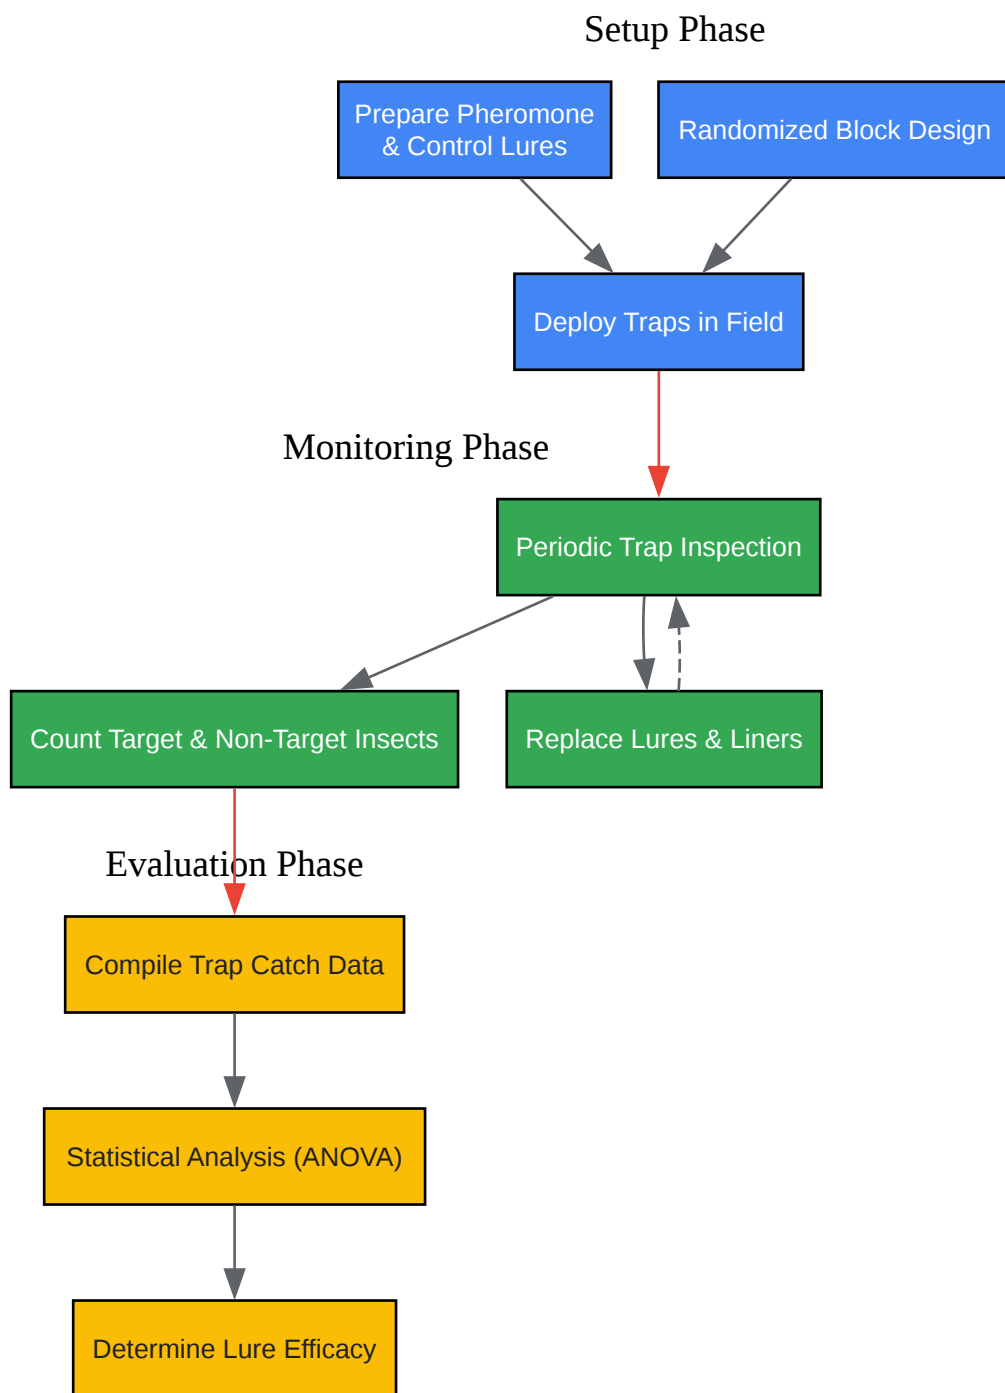 Setup Phase
Prepare Pheromone
& Control Lures
Randomized Block Design
Deploy Traps in Field
Monitoring Phase
Periodic Trap Inspection
Count Target & Non-Target Insects
Replace Lures & Liners
Evaluation Phase
Compile Trap Catch Data
Statistical Analysis (ANOVA)
Determine Lure Efficacy